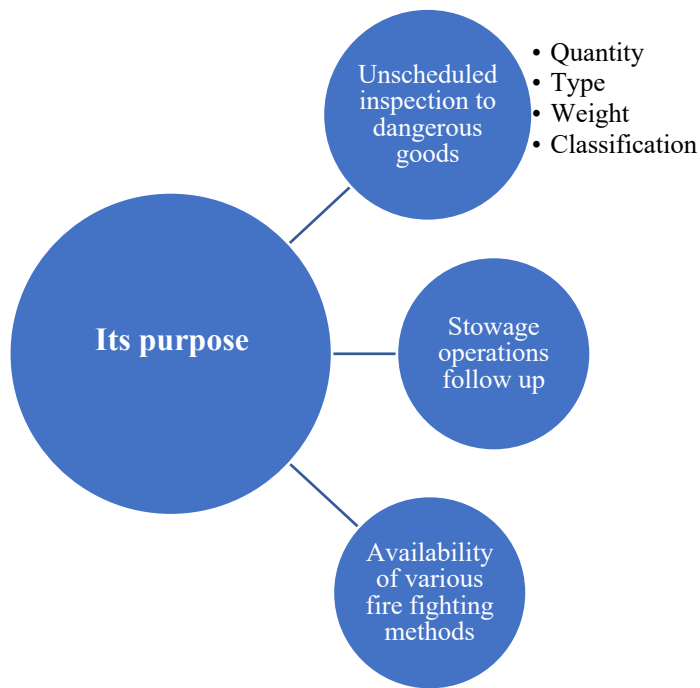 Unscheduled
inspection to
dangerous
goods
• Quantity
• Type
• Weight
• Classification
Its purpose
Stowage
operations
follow up
Availability
of various
fire fighting
methods